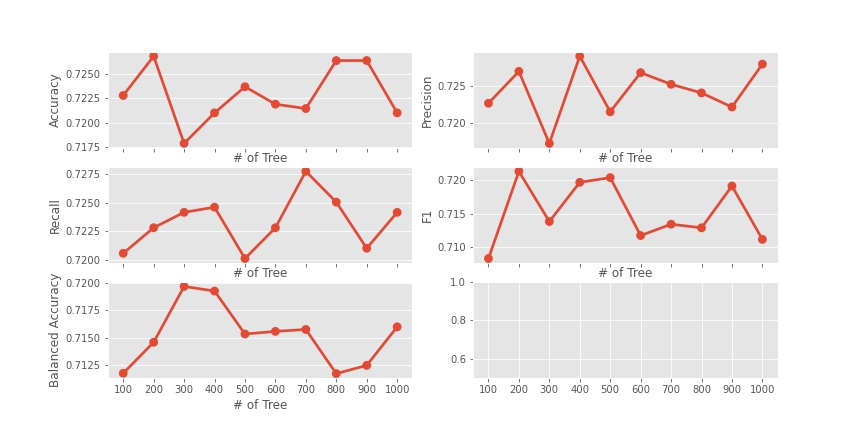 Accuracy
0.7250
0.7225
0.7200
0.7175
# of Tree
Precision
0.725
0.720
# of Tree
Recall
0.7275
0.7250
0.7225
0.7200
# of Tree
F1
0.720
0.715
0.710
# of Tree
Balanced Accuracy
0.7200
0.7175
0.7150
0.7125
100 200 300 400 500 600 700 800 900 1000
# of Tree
1.0
0.8
0.6
100 200 300 400 500 600 700 800 900 1000